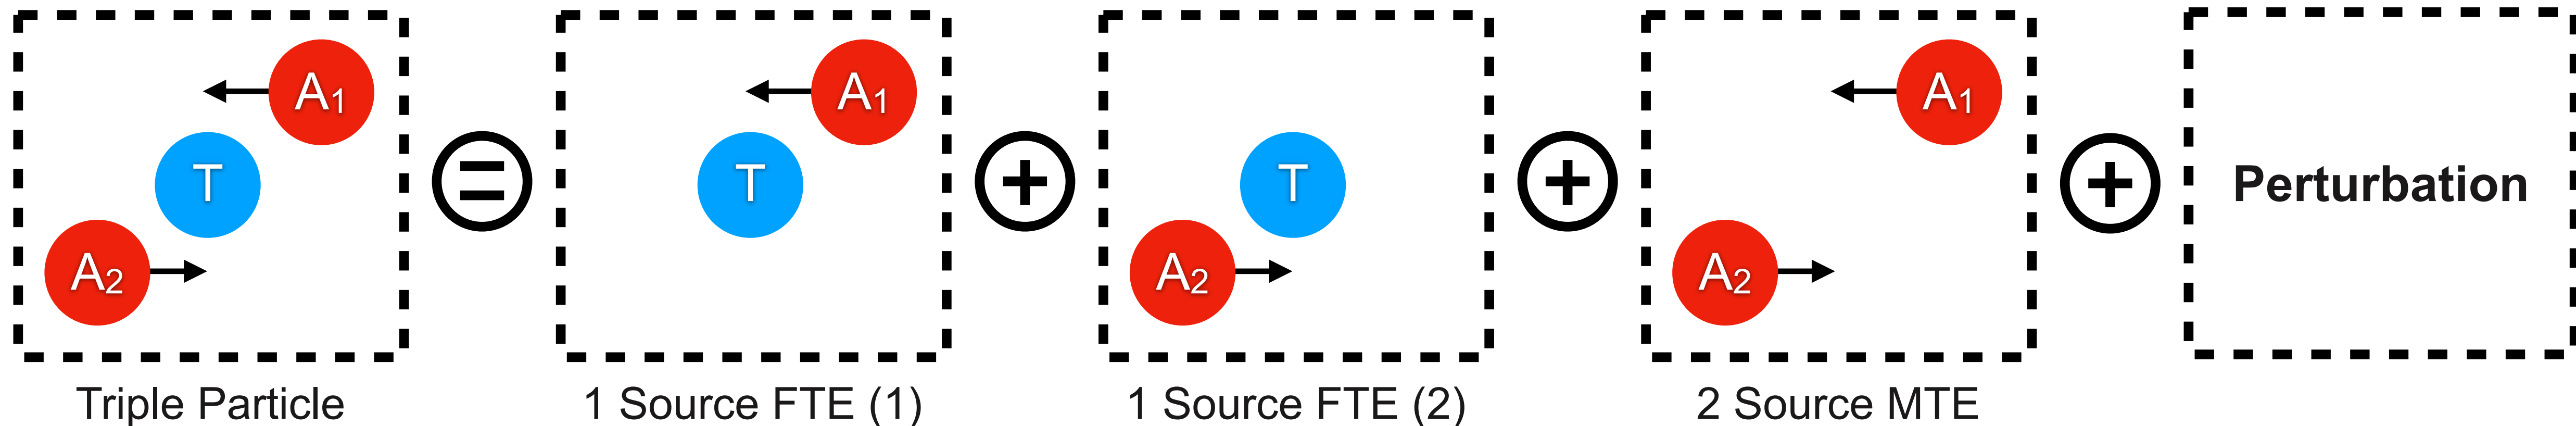 A1
T
A2
=
A1
T
+
T
A2
+
A1
A2
+
Perturbation
Triple Particle
1 Source FTE (1)
1 Source FTE (2)
2 Source MTE